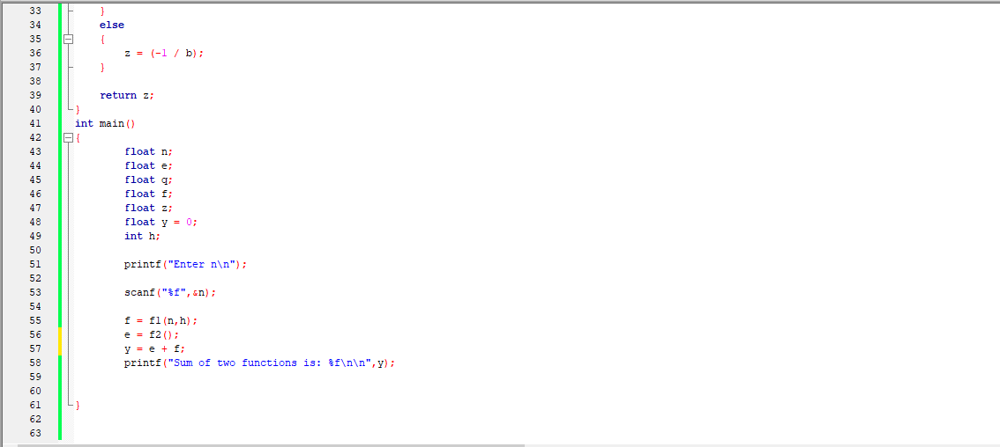 33 }
34 else
35 {
36 z = (-1 / b);
37 }
38
39 return z;
40 }
41 int main()
42 {
43 float n;
44 float e;
45 float q;
46 float f;
47 float z;
48 float y = 0;
49 int h;
50
51 printf("Enter n\n");
52
53 scanf("%f",&n);
54
55 f = f1(n,h);
56 e = f2();
57 y = e + f;
58 printf("Sum of two functions is: %f\n\n",y);
59
60
61 }
62
63